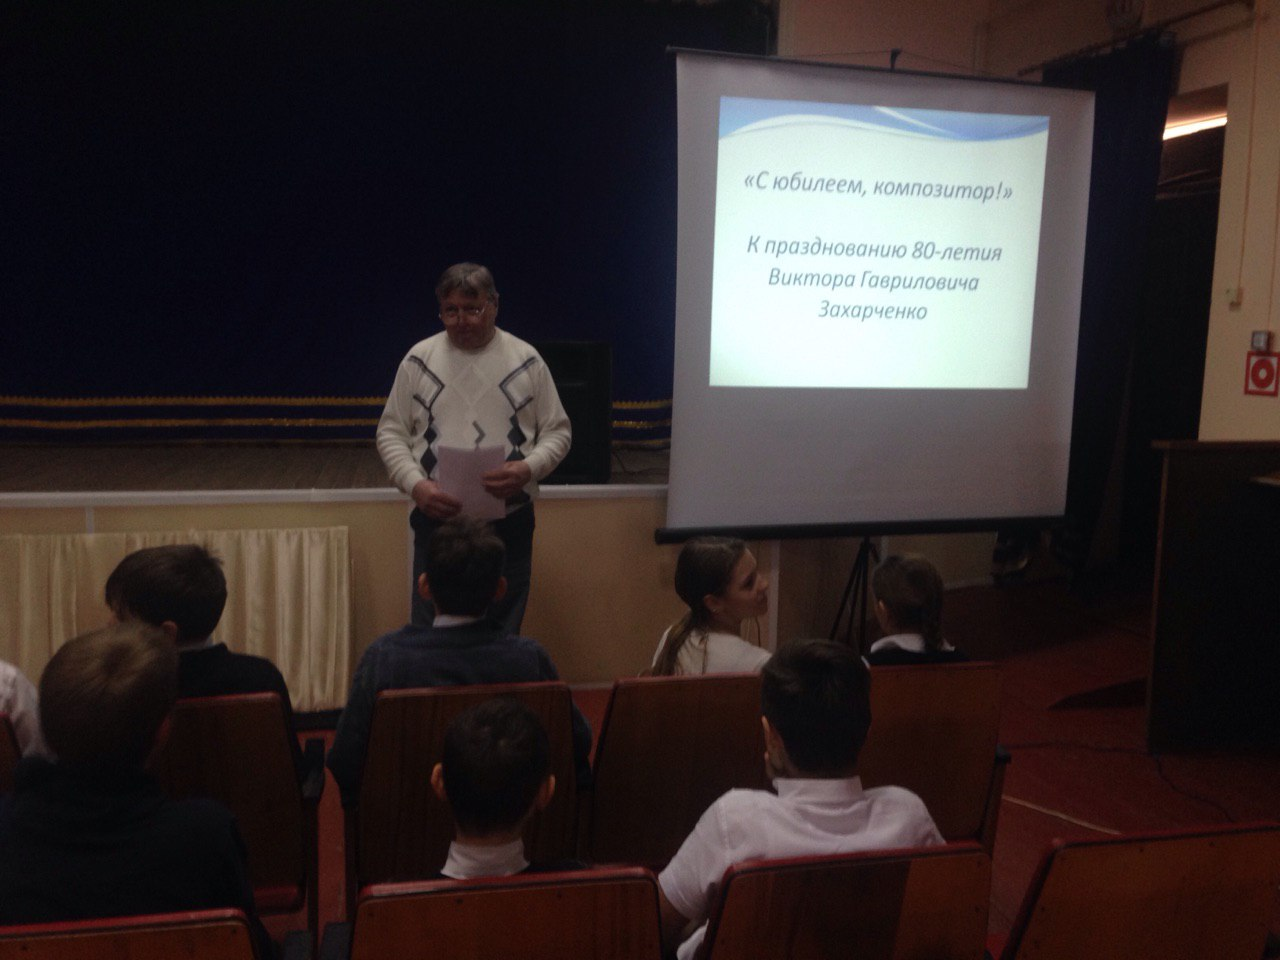 «С юбилеем, композитор!»
К празднованию 80-летия
Виктора Гавриловича
Захарченко